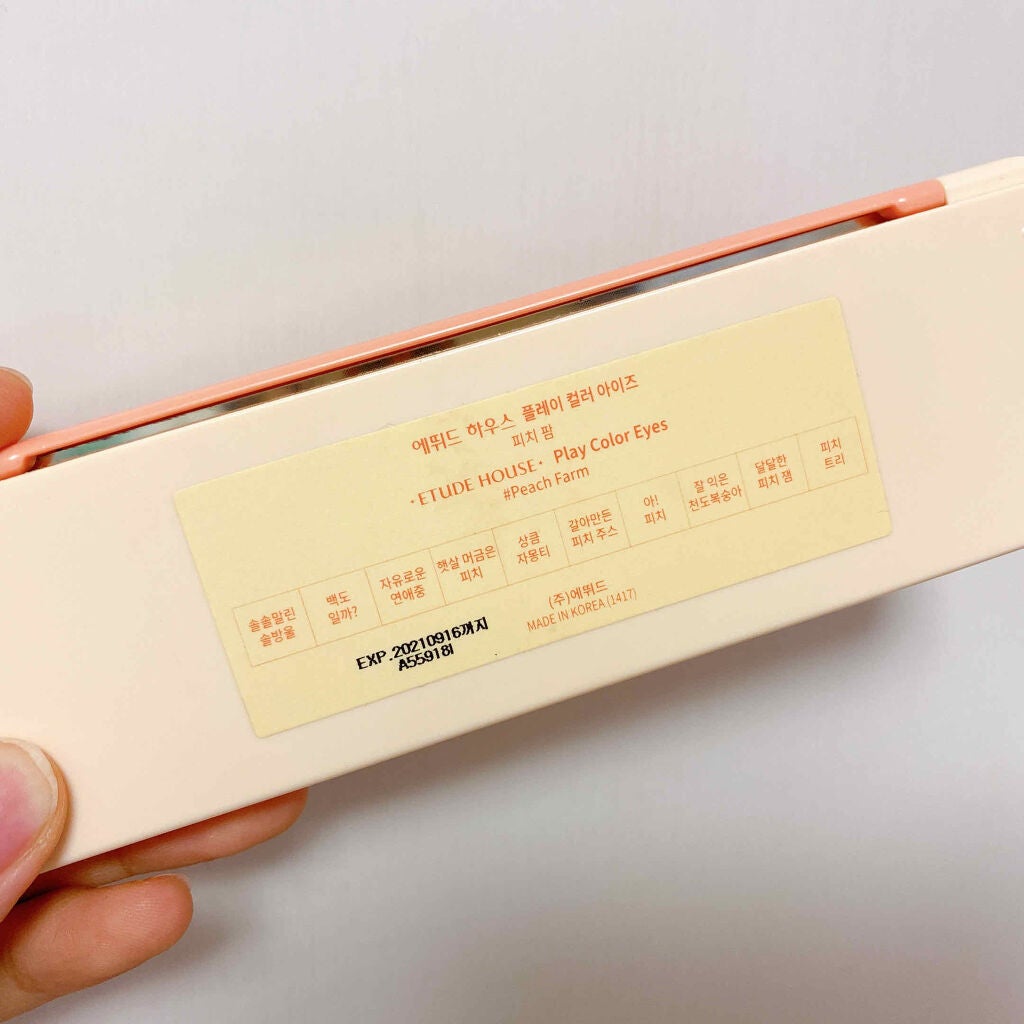 에뛰드 하우스 플레이 컬러 아이즈
피치 팜
·ETUDE HOUSE· Play Color Eyes
#Peach Farm
솔솔말린
솔방울
백도
일까?
자유로운
연애중
햇살 머금은
피치
상큼
자몽티
갈아만든
피치 주스
아!
피치
잘 익은
천도복숭아
달달한
피치 잼
피치
트리
(주)에뛰드
MADE IN KOREA (1417)
EXP.20210916까지
A55918I